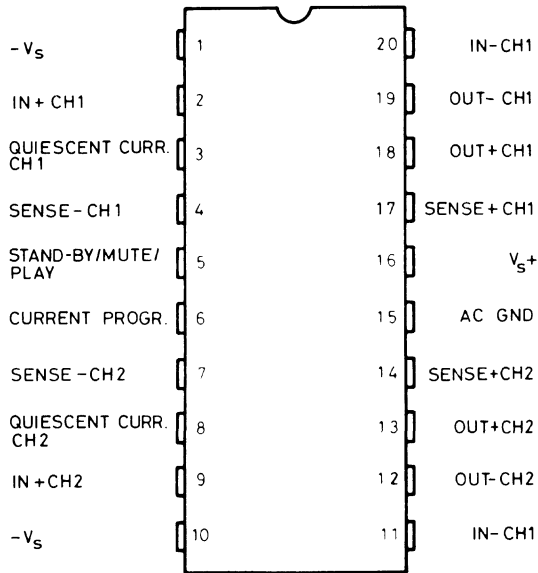 -Vs 1 20 IN-CH1
IN+CH1 2 19 OUT-CH1
QUIESCENT CURR.
CH1 3 18 OUT+CH1
SENSE-CH1 4 17 SENSE+CH1
STAND-BY/MUTE/
PLAY 5 16 Vs+
CURRENT PROGR. 6 15 AC GND
SENSE-CH2 7 14 SENSE+CH2
QUIESCENT CURR.
CH2 8 13 OUT+CH2
IN+CH2 9 12 OUT-CH2
-Vs 10 11 IN-CH1